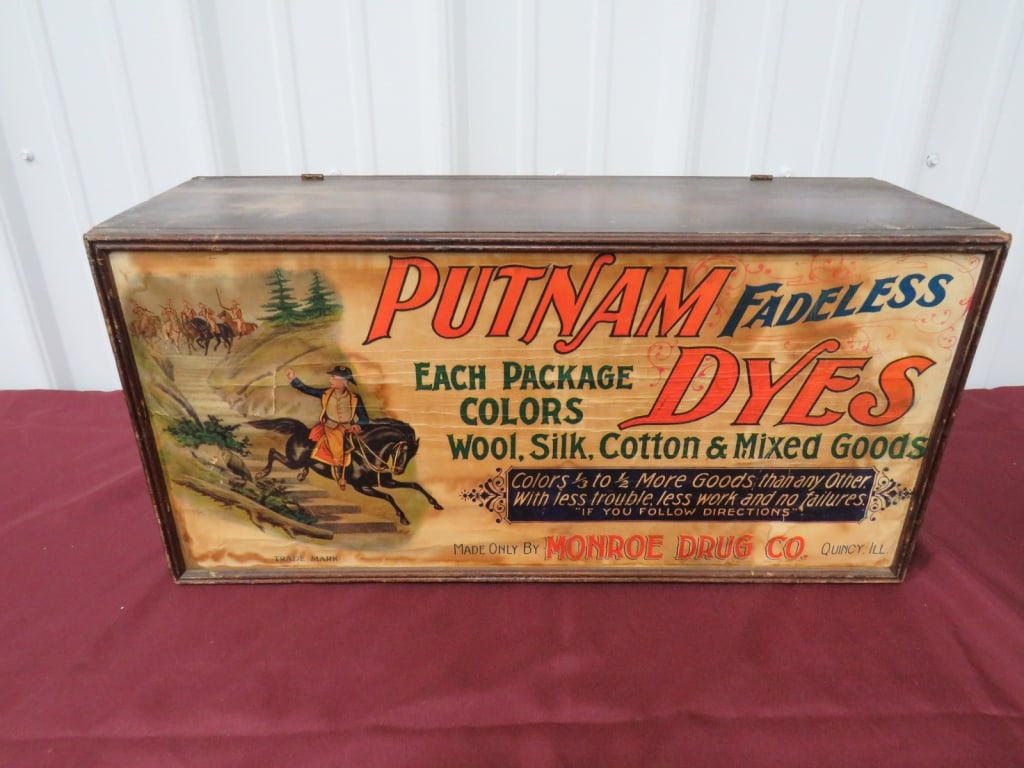 PUTNAM FADELESS
DYES
EACH PACKAGE
COLORS
WOOL, SILK, COTTON & MIXED GOODS
Colors ⅓ to ½ More Goods than any Other
With less trouble, less work and no failures
"IF YOU FOLLOW DIRECTIONS"
MADE ONLY BY MONROE DRUG CO. QUINCY, ILL.
TRADE MARK